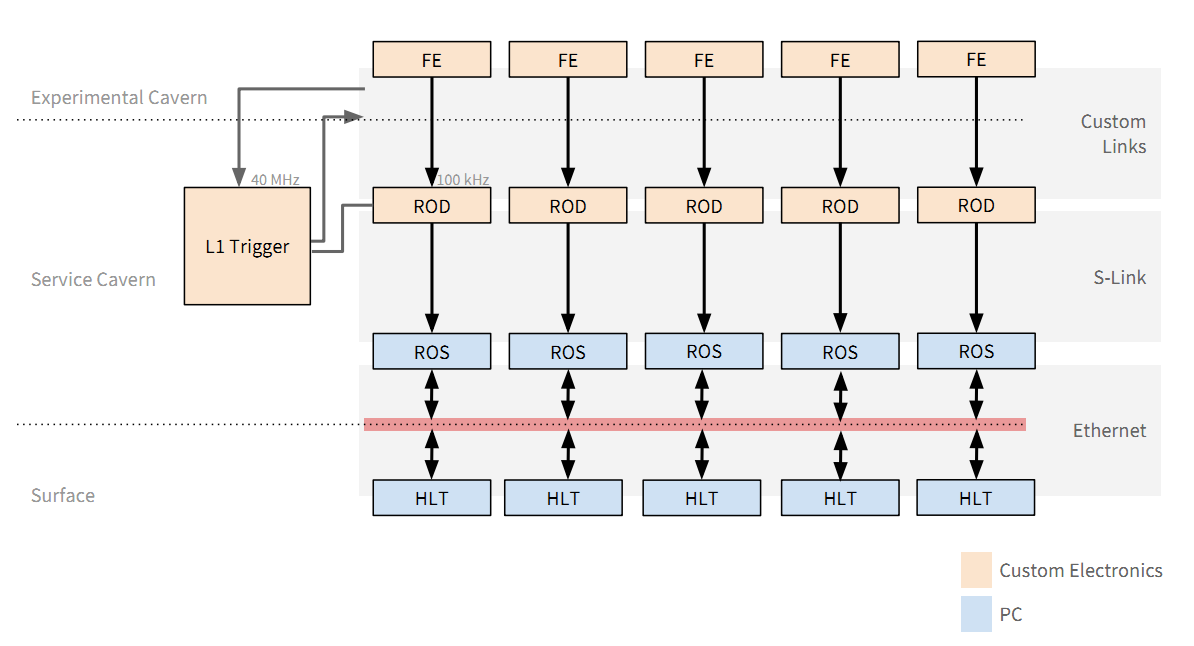 FE FE FE FE FE
Experimental Cavern
Custom
Links
40 MHz
100 kHz
ROD ROD ROD ROD ROD
L1 Trigger
Service Cavern
S-Link
ROS ROS ROS ROS ROS
Ethernet
Surface
HLT HLT HLT HLT HLT
Custom Electronics
PC